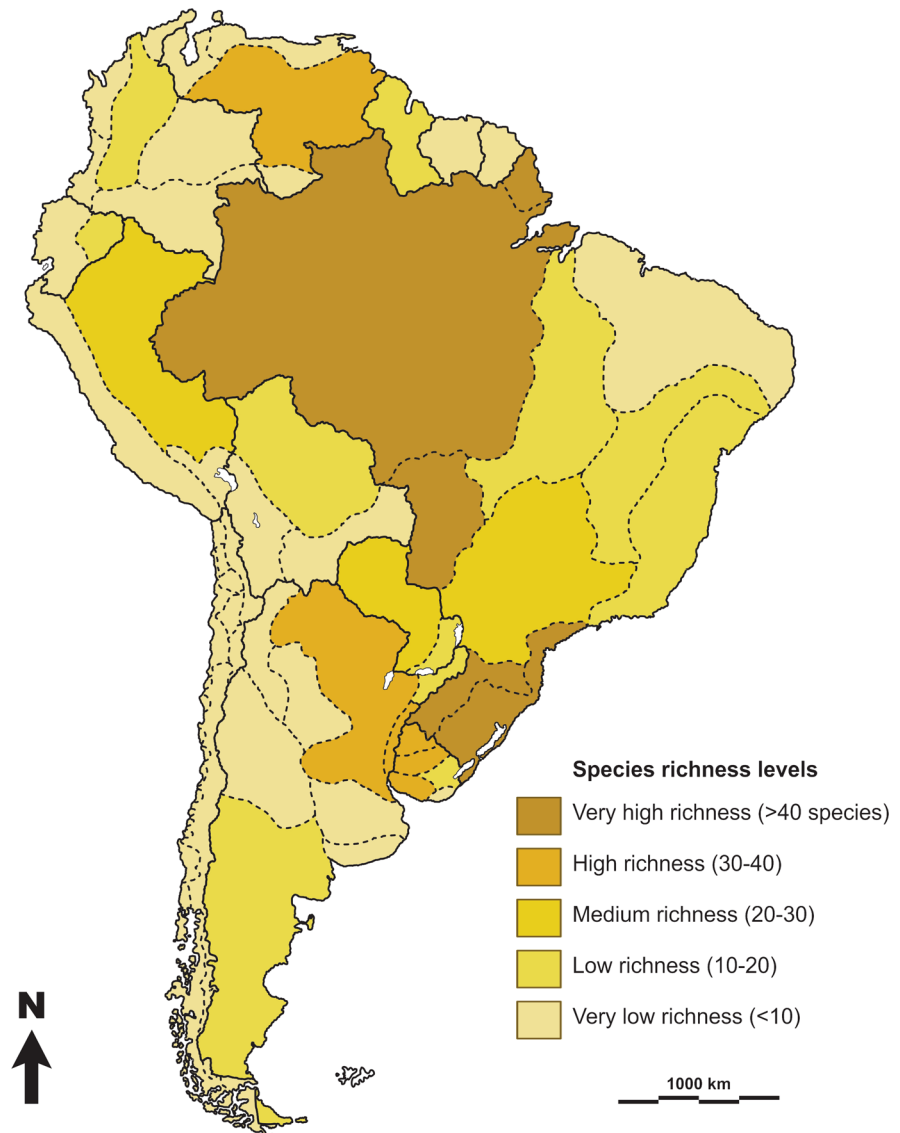 Species richness levels
Very high richness (>40 species)
High richness (30-40)
Medium richness (20-30)
Low richness (10-20)
Very low richness (<10)
N
1000 km